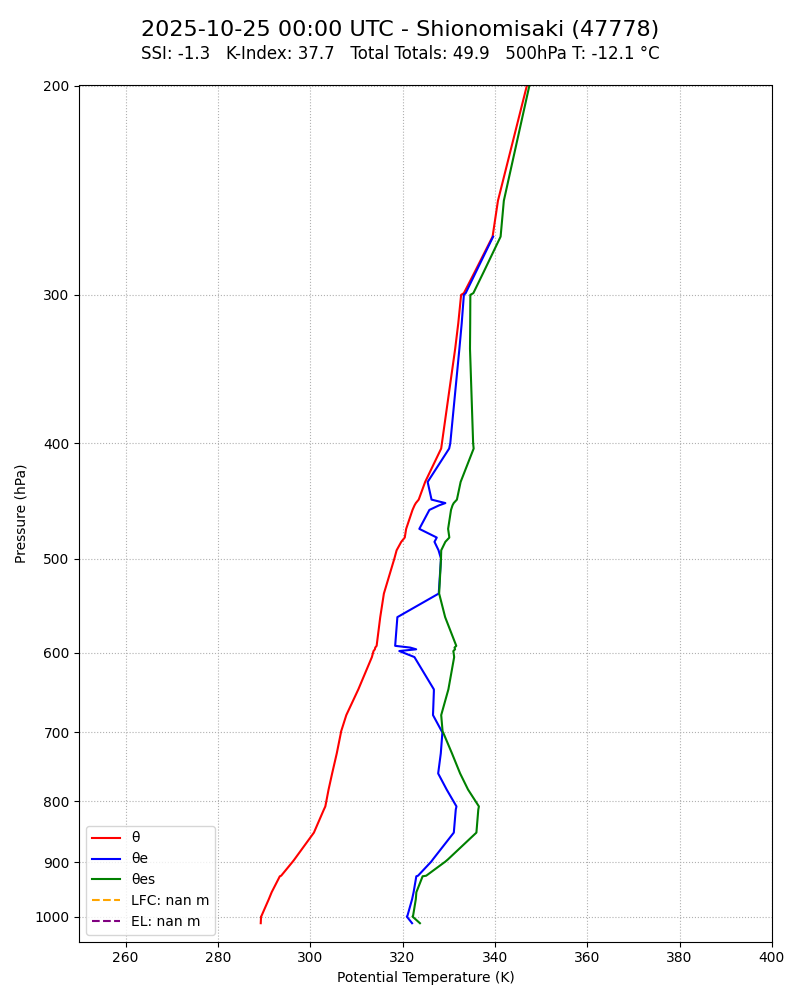 2025-10-25 00:00 UTC - Shionomisaki (47778)
SSI: -1.3 K-Index: 37.7 Total Totals: 49.9 500hPa T: -12.1 °C
200
300
400
500
600
700
800
900
1000
Pressure (hPa)
θ
θe
θes
LFC: nan m
EL: nan m
260 280 300 320 340 360 380 400
Potential Temperature (K)